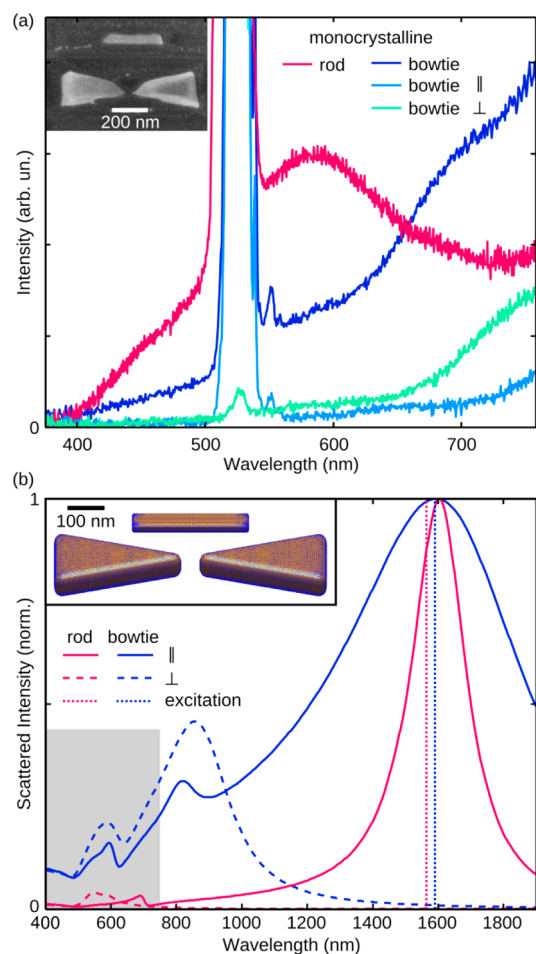 (a)
monocrystalline
rod bowtie
bowtie ∥
bowtie ⊥
200 nm
Intensity (arb. un.)
0
400 500 600 700
Wavelength (nm)
(b)
1
100 nm
rod bowtie
∥
⊥
excitation
Scattered Intensity (norm.)
0
400 600 800 1000 1200 1400 1600 1800
Wavelength (nm)